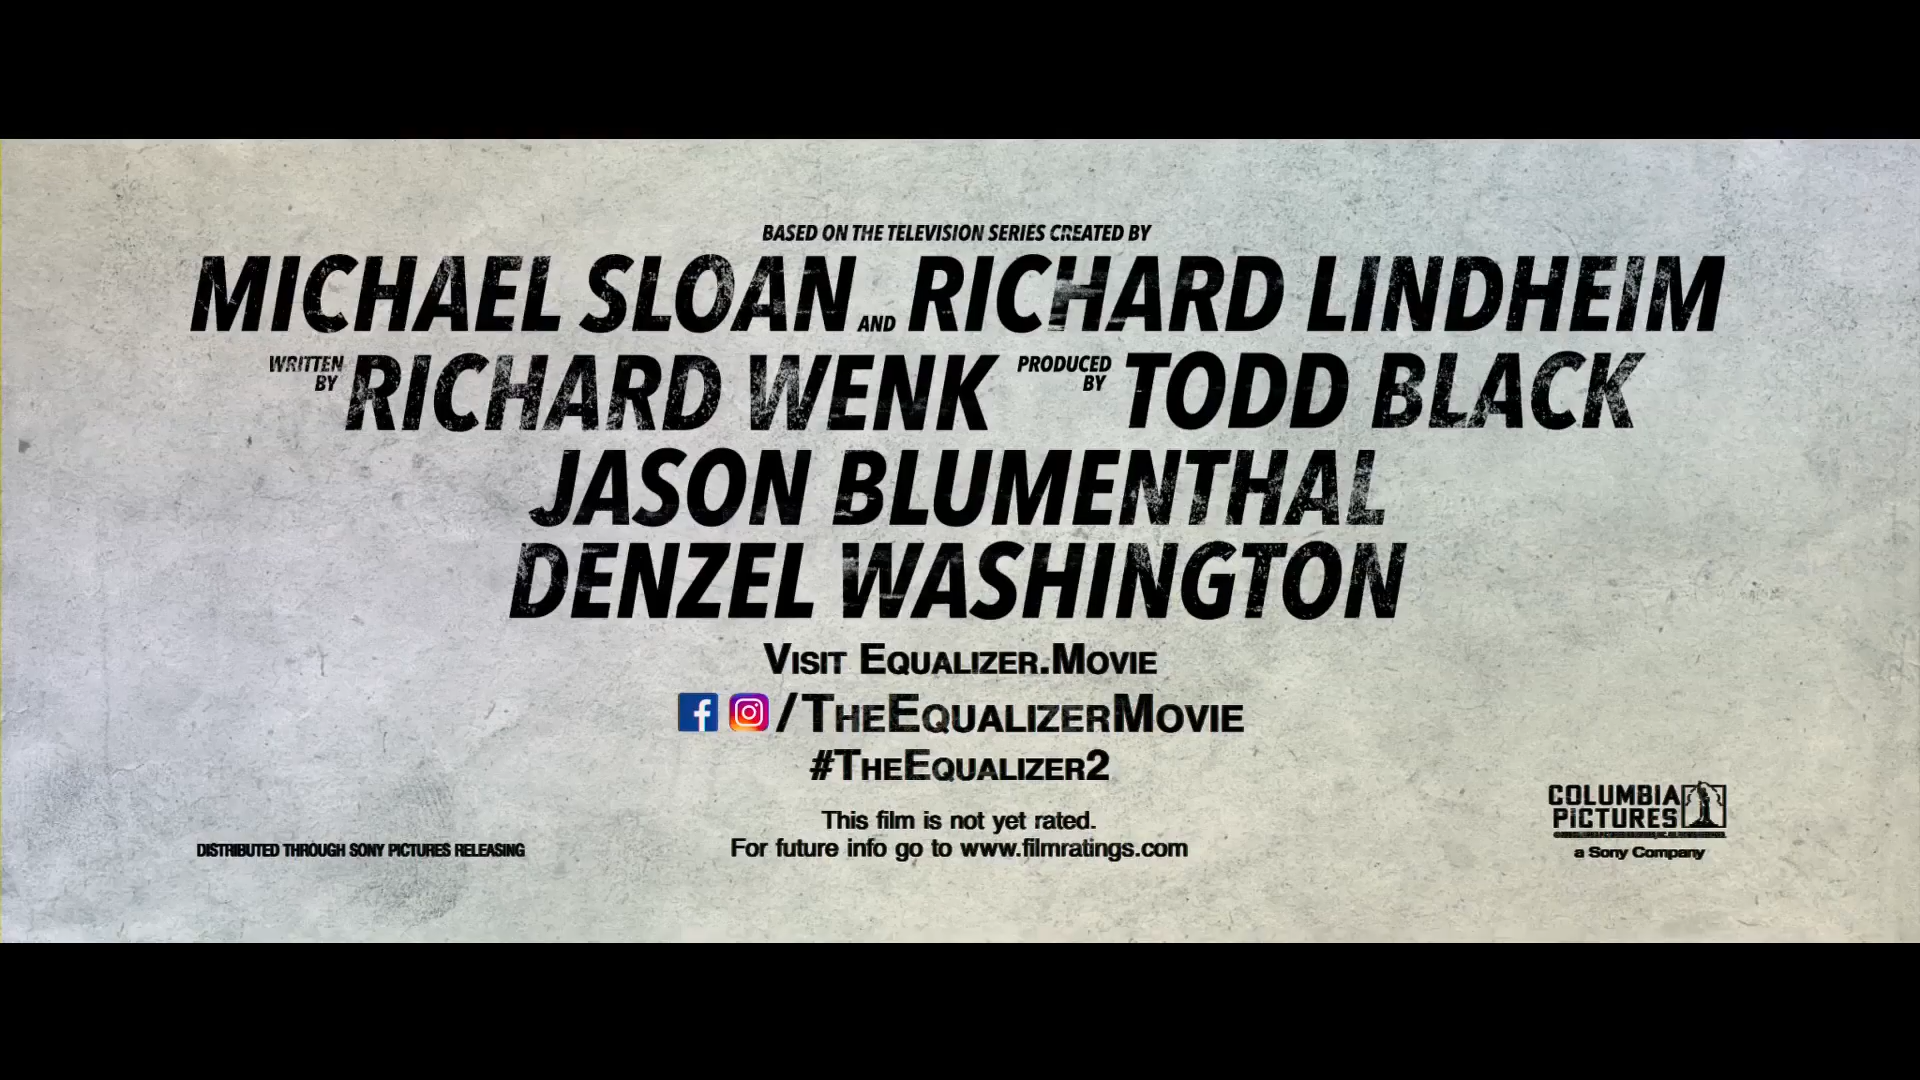 BASED ON THE TELEVISION SERIES CREATED BY
MICHAEL SLOAN AND RICHARD LINDHEIM
WRITTEN BY RICHARD WENK PRODUCED BY TODD BLACK
JASON BLUMENTHAL
DENZEL WASHINGTON
VISIT EQUALIZER.MOVIE
/THEEQUALIZERMOVIE
#THEEQUALIZER2
This film is not yet rated.
For future info go to www.filmratings.com
DISTRIBUTED THROUGH SONY PICTURES RELEASING
COLUMBIA
PICTURES
a Sony Company